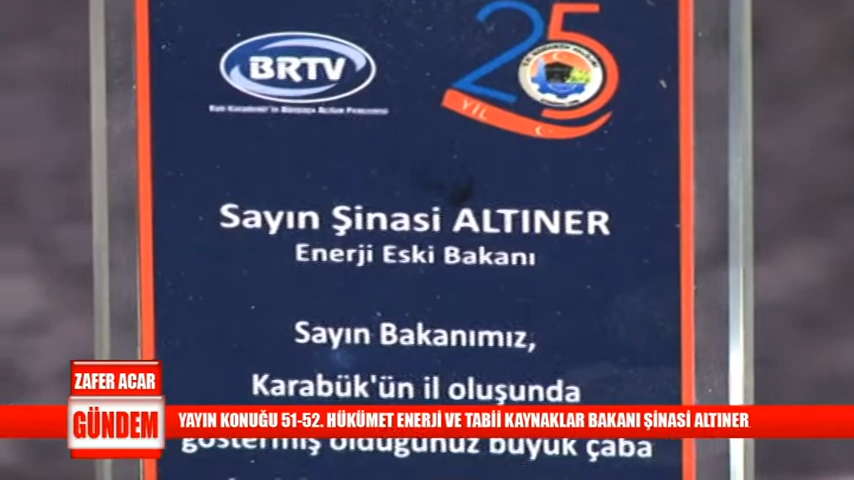 BRTV
25
YIL
Sayın Şinasi ALTINER
Enerji Eski Bakanı
Sayın Bakanımız,
Karabük'ün il oluşunda
göstermiş olduğunuz büyük çaba
ZAFER ACAR
GÜNDEM
YAYIN KONUĞU 51-52. HÜKÜMET ENERJİ VE TABİİ KAYNAKLAR BAKANI ŞİNASİ ALTINER